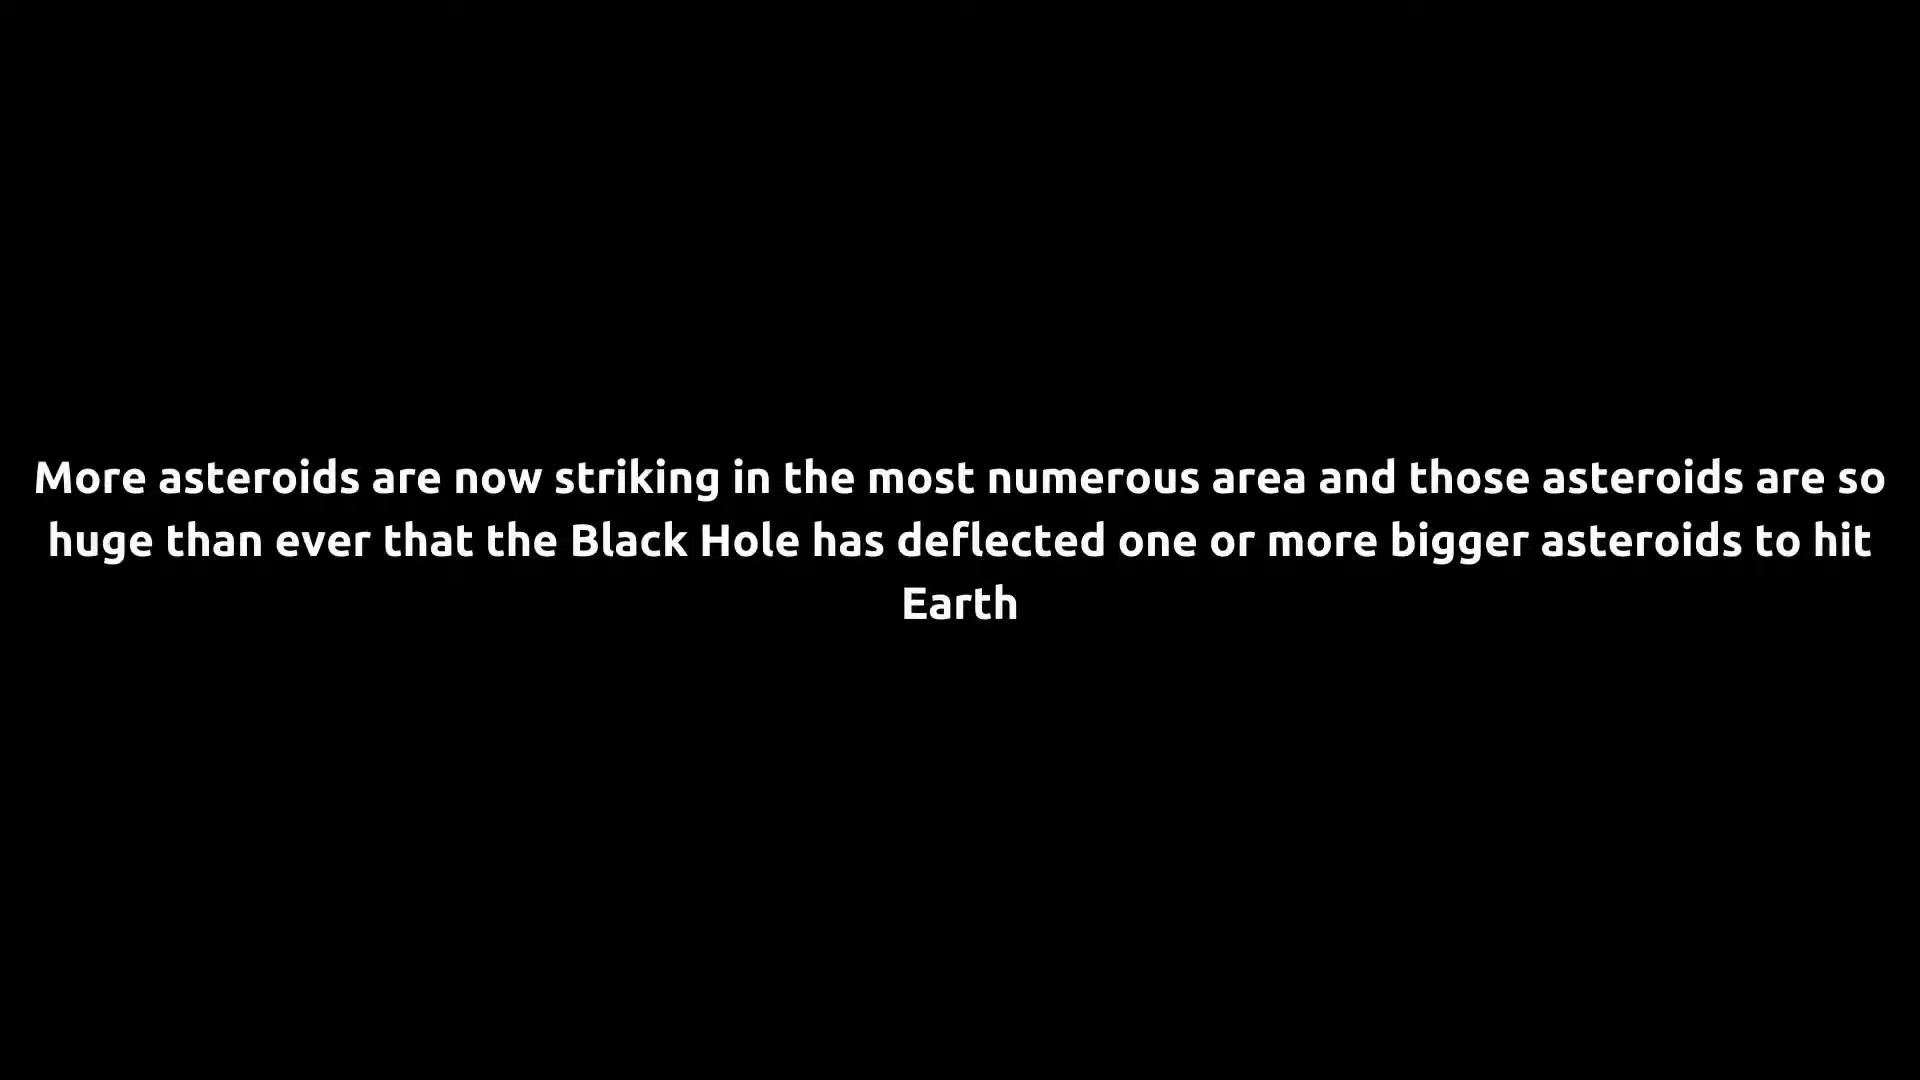 More asteroids are now striking in the most numerous area and those asteroids are so
huge than ever that the Black Hole has deflected one or more bigger asteroids to hit
Earth